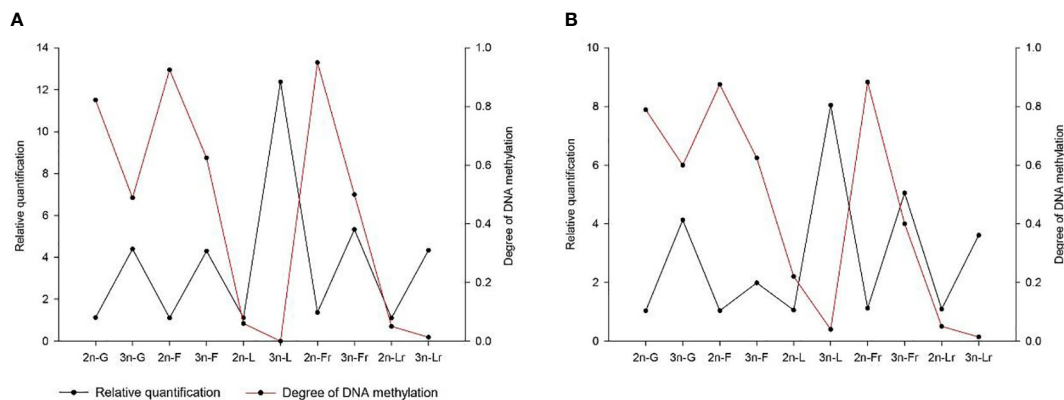 A
14
12
10
8
6
4
2
0
Relative quantification
1.0
0.8
0.6
0.4
0.2
0.0
Degree of DNA methylation
2n-G 3n-G 2n-F 3n-F 2n-L 3n-L 2n-Fr 3n-Fr 2n-Lr 3n-Lr
Relative quantification Degree of DNA methylation
B
10
8
6
4
2
0
Relative quantification
1.0
0.8
0.6
0.4
0.2
0.0
Degree of DNA methylation
2n-G 3n-G 2n-F 3n-F 2n-L 3n-L 2n-Fr 3n-Fr 2n-Lr 3n-Lr